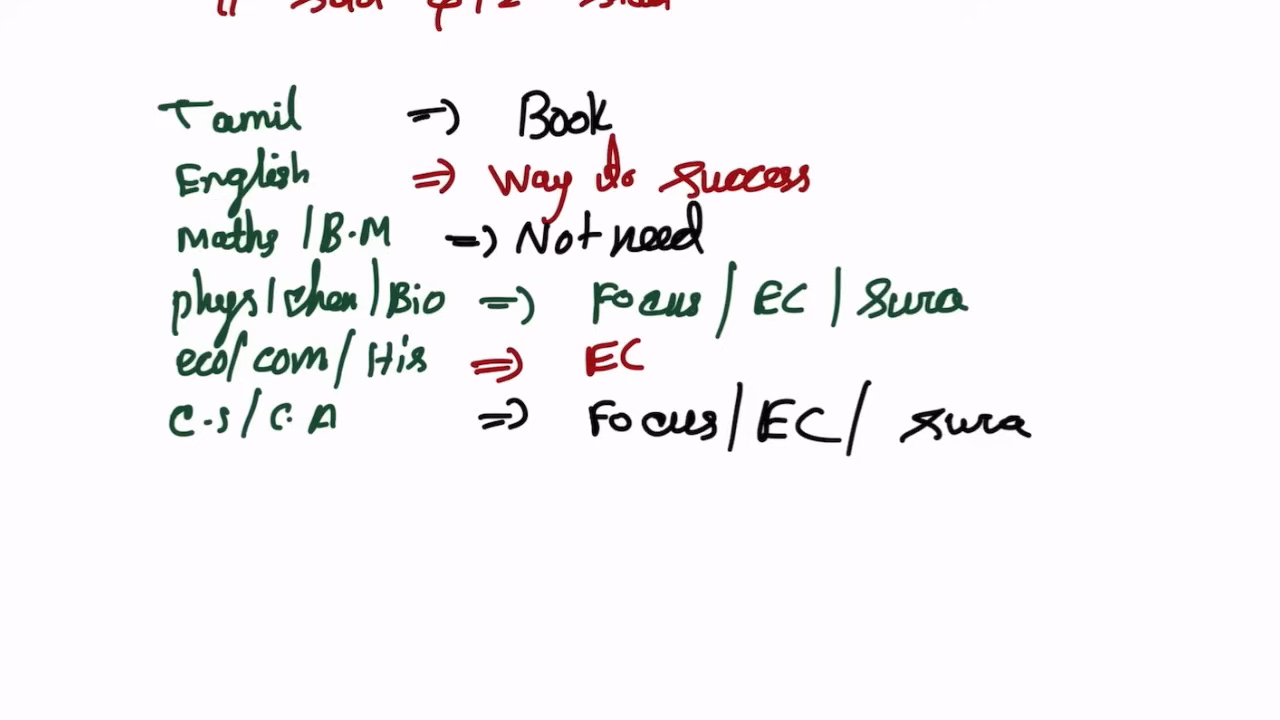 Tamil => Book
English => Way to Success
Maths / B.M => Not need
phys / chem / Bio => Focus / EC / Sura
eco / com / His => EC
C.S / C.A => Focus / EC / Sura